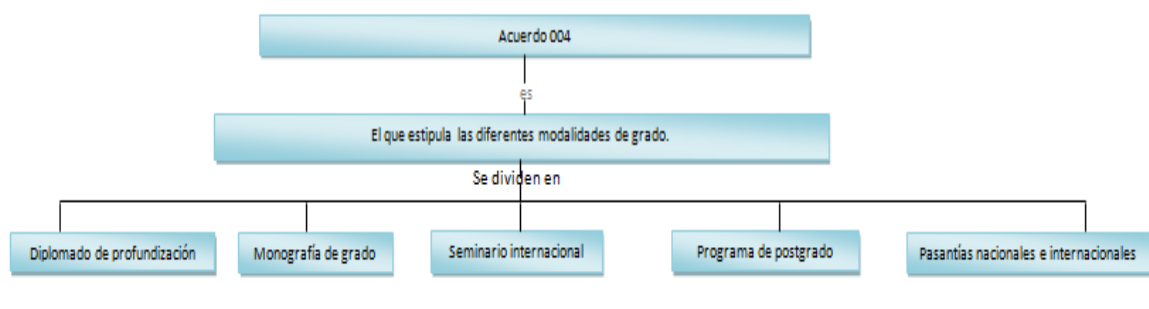 Acuerdo 004
es
El que estipula las diferentes modalidades de grado.
Se dividen en
Diplomado de profundización
Monografía de grado
Seminario internacional
Programa de postgrado
Pasantías nacionales e internacionales